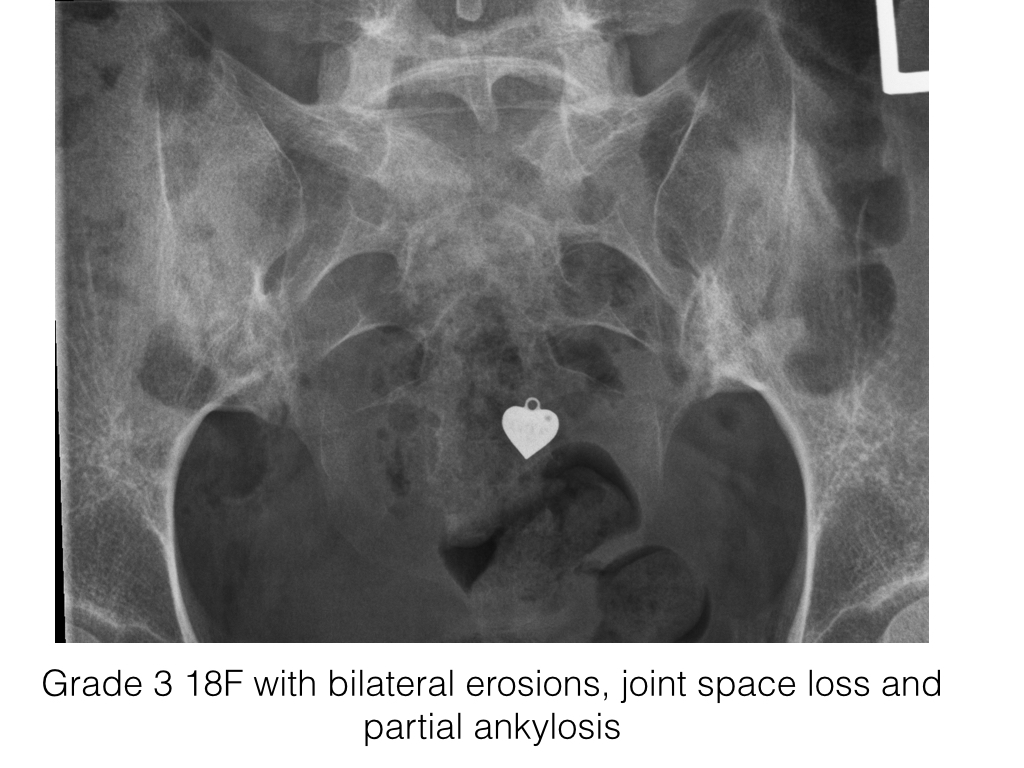 Grade 3 18F with bilateral erosions, joint space loss and
partial ankylosis